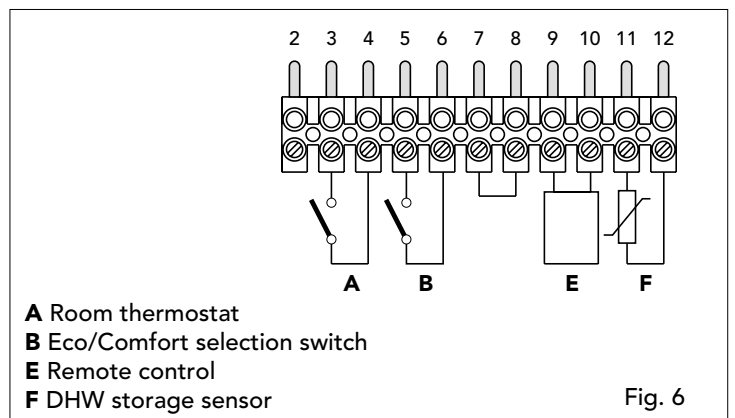 2 3 4 5 6 7 8 9 10 11 12
A B E F
A Room thermostat
B Eco/Comfort selection switch
E Remote control
F DHW storage sensor
Fig. 6